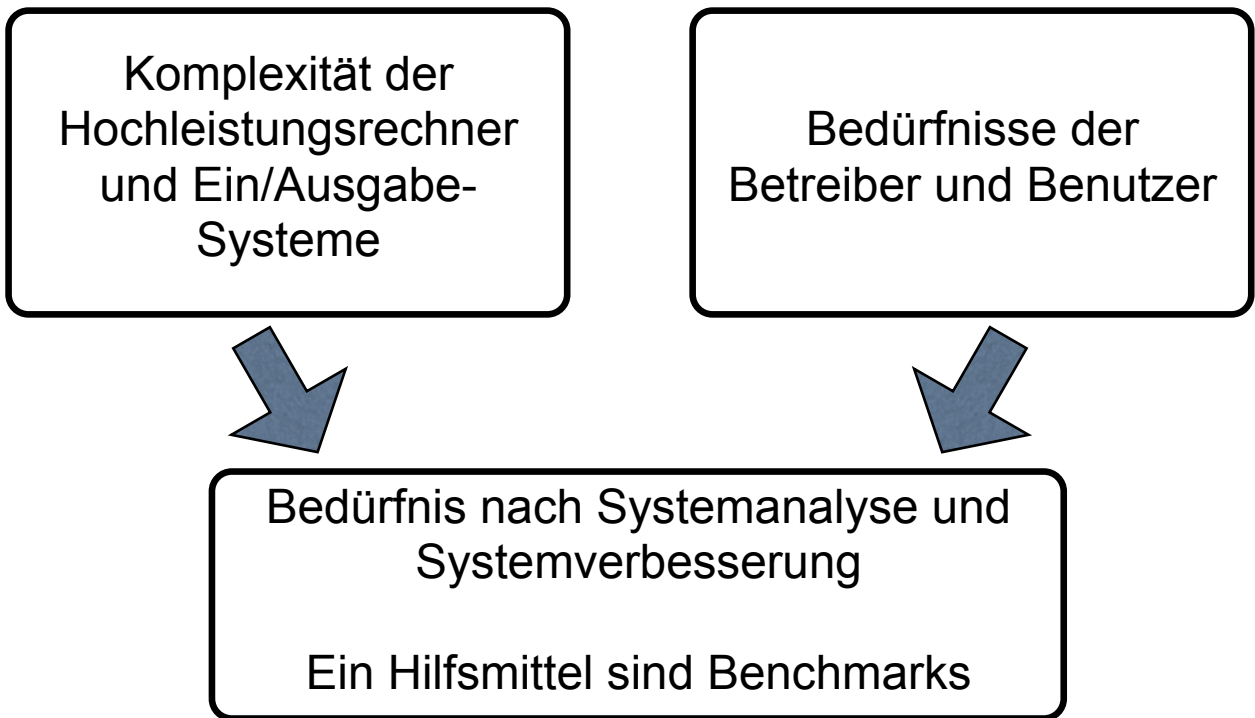 Komplexität der
Hochleistungsrechner
und Ein/Ausgabe-
Systeme
Bedürfnisse der
Betreiber und Benutzer
Bedürfnis nach Systemanalyse und
Systemverbesserung
Ein Hilfsmittel sind Benchmarks